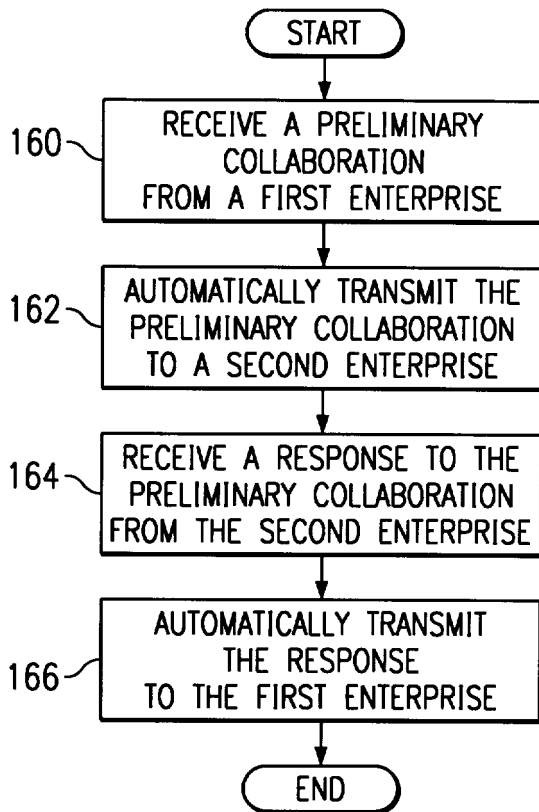 START
160
RECEIVE A PRELIMINARY
COLLABORATION
FROM A FIRST ENTERPRISE
162
AUTOMATICALLY TRANSMIT THE
PRELIMINARY COLLABORATION
TO A SECOND ENTERPRISE
164
RECEIVE A RESPONSE TO THE
PRELIMINARY COLLABORATION
FROM THE SECOND ENTERPRISE
166
AUTOMATICALLY TRANSMIT
THE RESPONSE
TO THE FIRST ENTERPRISE
END